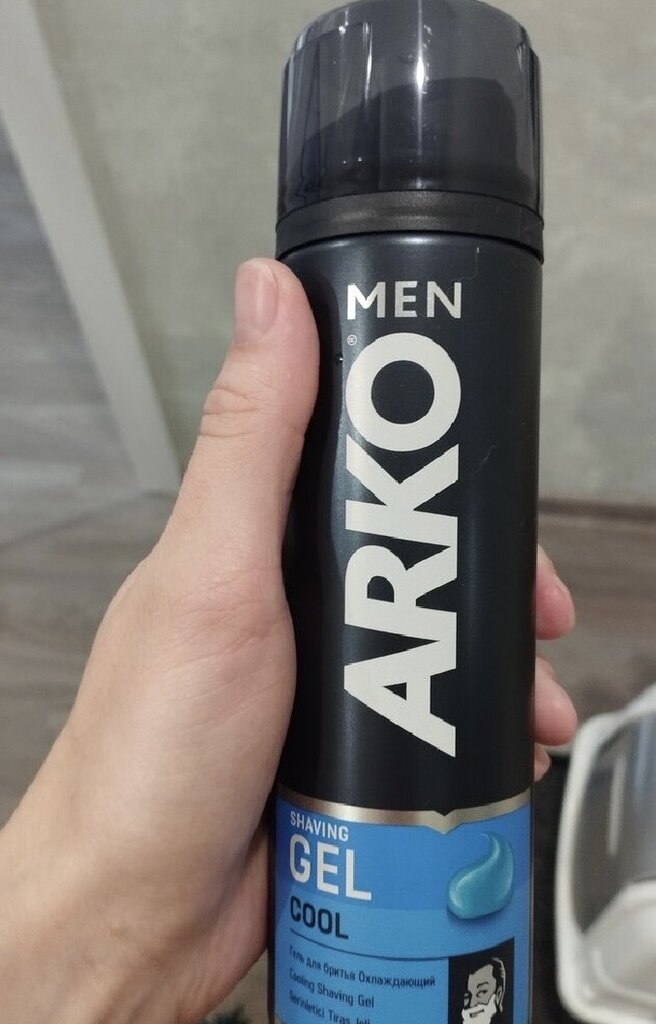 MEN
ARKO
®
SHAVING
GEL
COOL
Гель для бритья Охлаждающий
Cooling Shaving Gel
Serinletici Tıraş Jeli